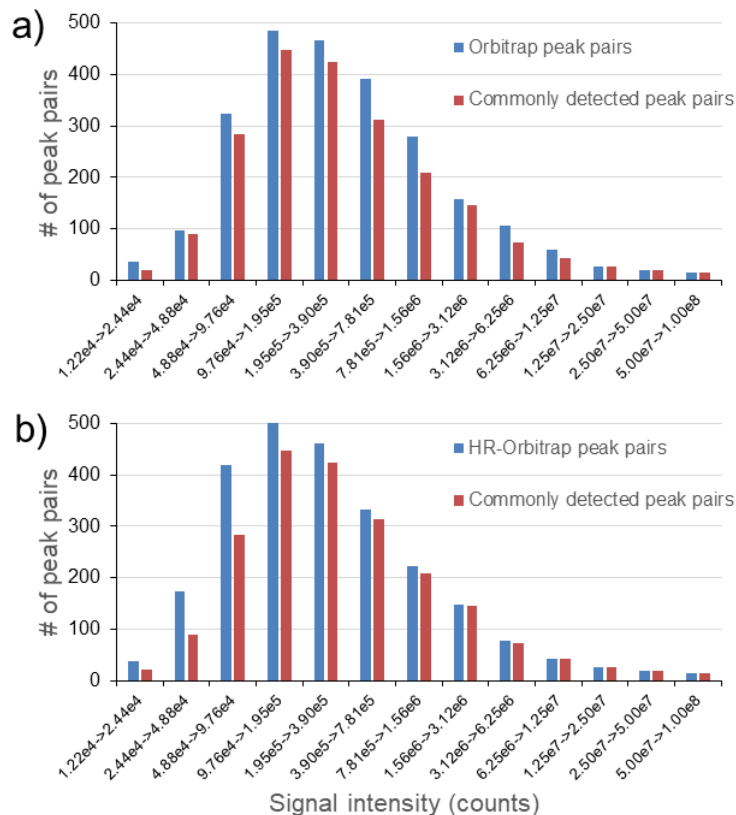 a)
500
400
300
200
100
0
# of peak pairs
Orbitrap peak pairs
Commonly detected peak pairs
1.22e4->2.44e4
2.44e4->4.88e4
4.88e4->9.76e4
9.76e4->1.95e5
1.95e5->3.90e5
3.90e5->7.81e5
7.81e5->1.56e6
1.56e6->3.12e6
3.12e6->6.25e6
6.25e6->1.25e7
1.25e7->2.50e7
2.50e7->5.00e7
5.00e7->1.00e8
b)
500
400
300
200
100
0
# of peak pairs
HR-Orbitrap peak pairs
Commonly detected peak pairs
1.22e4->2.44e4
2.44e4->4.88e4
4.88e4->9.76e4
9.76e4->1.95e5
1.95e5->3.90e5
3.90e5->7.81e5
7.81e5->1.56e6
1.56e6->3.12e6
3.12e6->6.25e6
6.25e6->1.25e7
1.25e7->2.50e7
2.50e7->5.00e7
5.00e7->1.00e8
Signal intensity (counts)